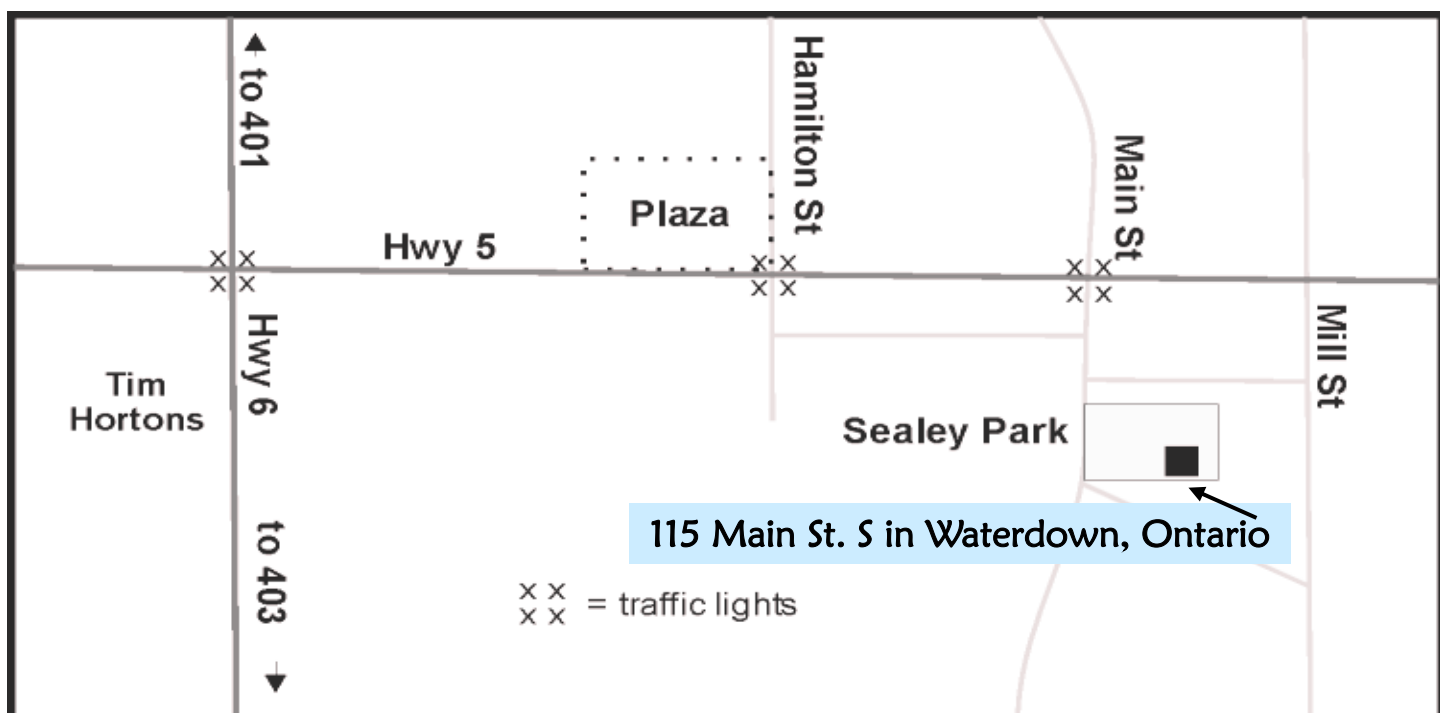 to 401
Hamilton St
Main St
Plaza
Hwy 5
x x
x x
x x
x x
x x
x x
Hwy 6
Mill St
Tim
Hortons
Sealey Park
115 Main St. S in Waterdown, Ontario
to 403
x x
x x = traffic lights